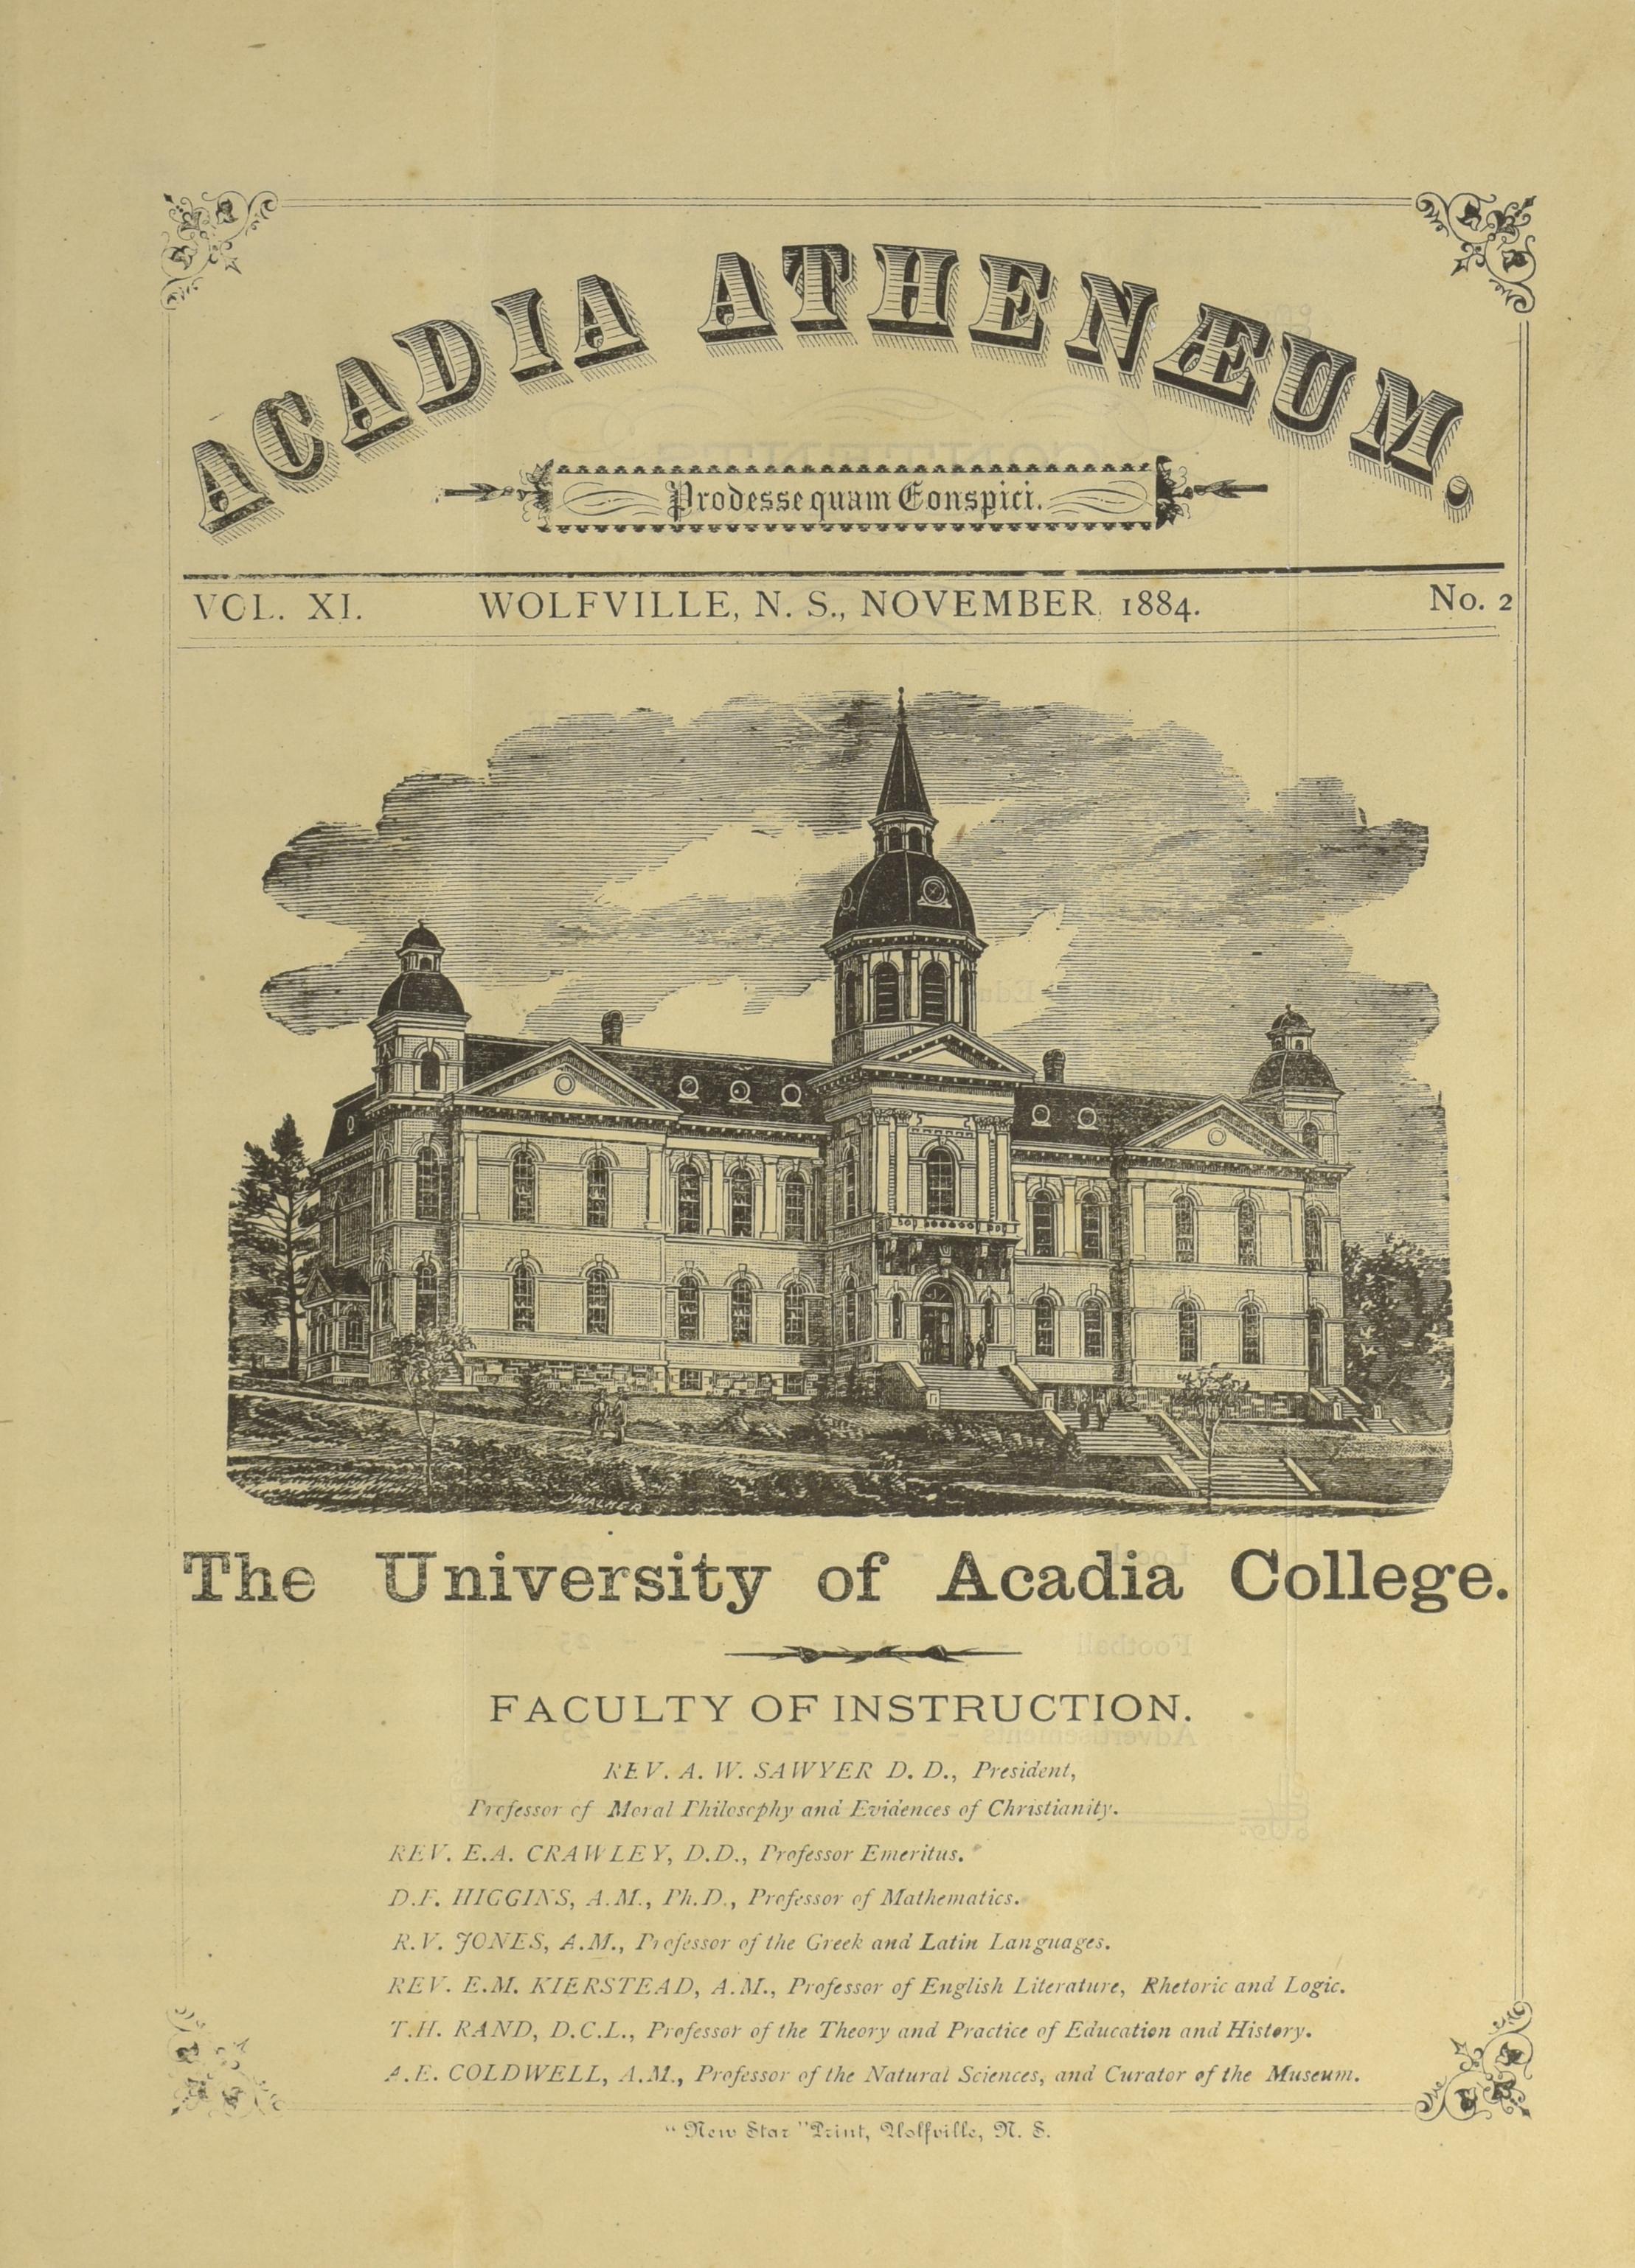 ACADIA ATHENÆUM.
Prodesse quam Conspici.
VOL. XI. WOLFVILLE, N. S., NOVEMBER 1884. No. 2
J WALKER
The University of Acadia College.
FACULTY OF INSTRUCTION.
REV. A. W. SAWYER D. D., President,
Professor of Moral Philosophy and Evidences of Christianity.
REV. E.A. CRAWLEY, D.D., Professor Emeritus.
D.F. HIGGINS, A.M., Ph.D., Professor of Mathematics.
R.V. JONES, A.M., Professor of the Greek and Latin Languages.
REV. E.M. KIERSTEAD, A.M., Professor of English Literature, Rhetoric and Logic.
T.H. RAND, D.C.L., Professor of the Theory and Practice of Education and History.
A.E. COLDWELL, A.M., Professor of the Natural Sciences, and Curator of the Museum.
"New Star" Print, Wolfville, N. S.